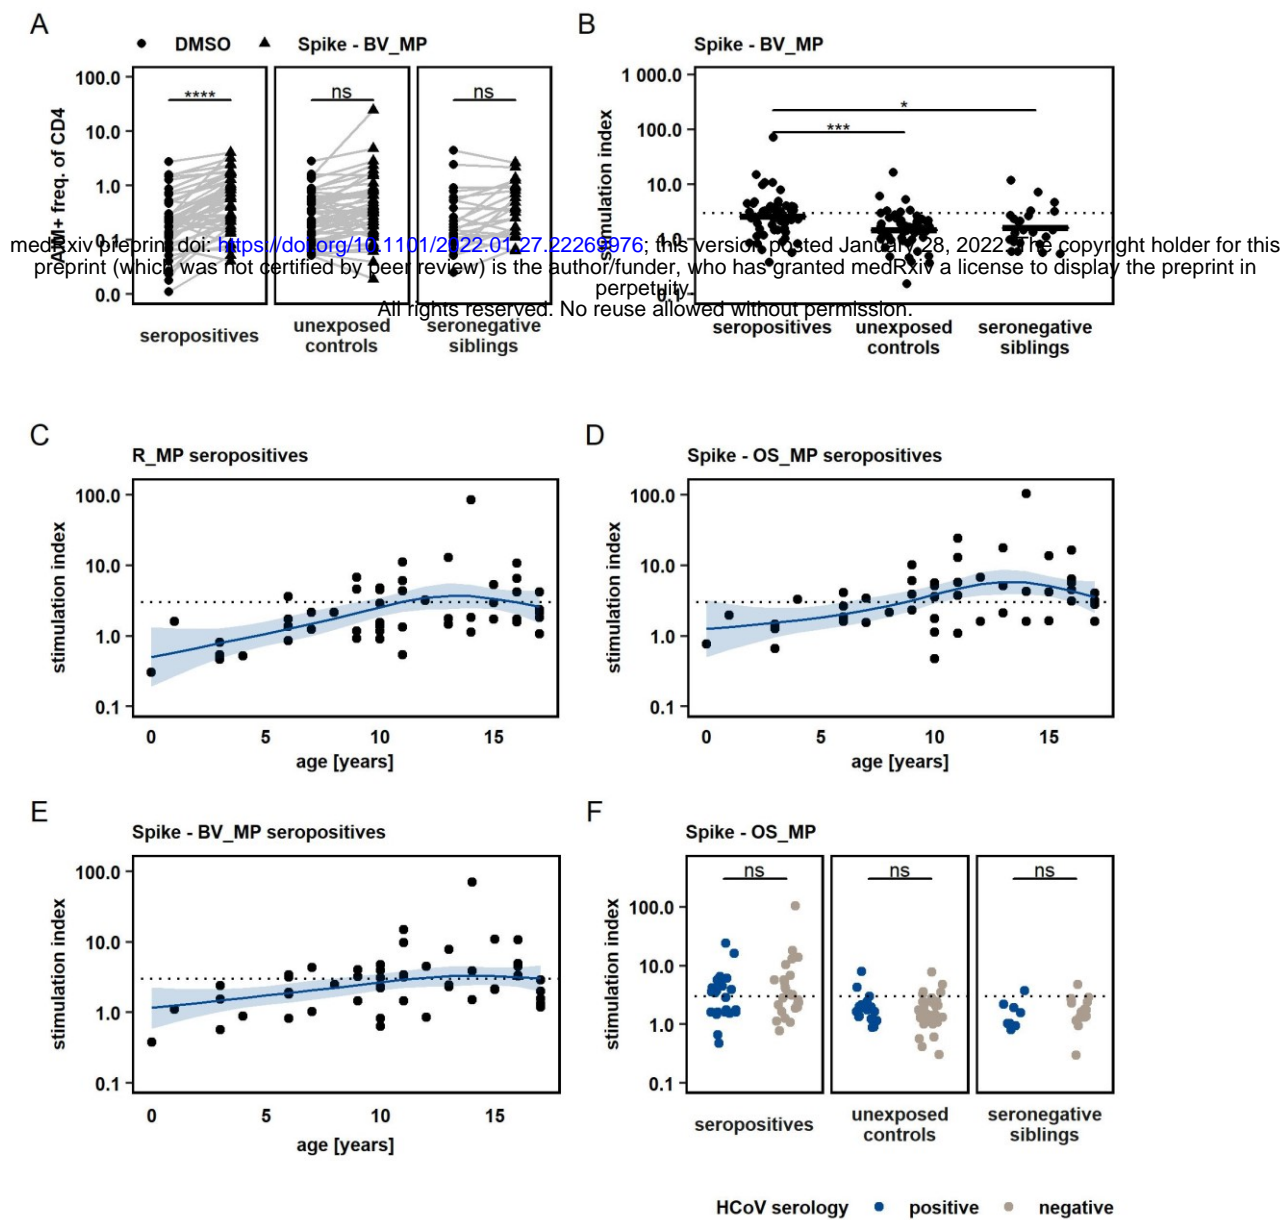 A
DMSO Spike - BV_MP
100.0
10.0
1.0
0.1
0.0
AIM+ freq. of CD4
**** ns ns
seropositives
unexposed
controls
seronegative
siblings
B
Spike - BV_MP
1 000.0
100.0
10.0
1.0
0.1
stimulation index
*
***
seropositives
unexposed
controls
seronegative
siblings
medRxiv preprint doi: https://doi.org/10.1101/2022.01.27.22269976; this version posted January 28, 2022. The copyright holder for this
preprint (which was not certified by peer review) is the author/funder, who has granted medRxiv a license to display the preprint in
perpetuity.
All rights reserved. No reuse allowed without permission.
C
R_MP seropositives
100.0
10.0
1.0
0.1
stimulation index
0 5 10 15
age [years]
D
Spike - OS_MP seropositives
100.0
10.0
1.0
0.1
stimulation index
0 5 10 15
age [years]
E
Spike - BV_MP seropositives
100.0
10.0
1.0
0.1
stimulation index
0 5 10 15
age [years]
F
Spike - OS_MP
100.0
10.0
1.0
0.1
stimulation index
ns ns ns
seropositives
unexposed
controls
seronegative
siblings
HCoV serology positive negative